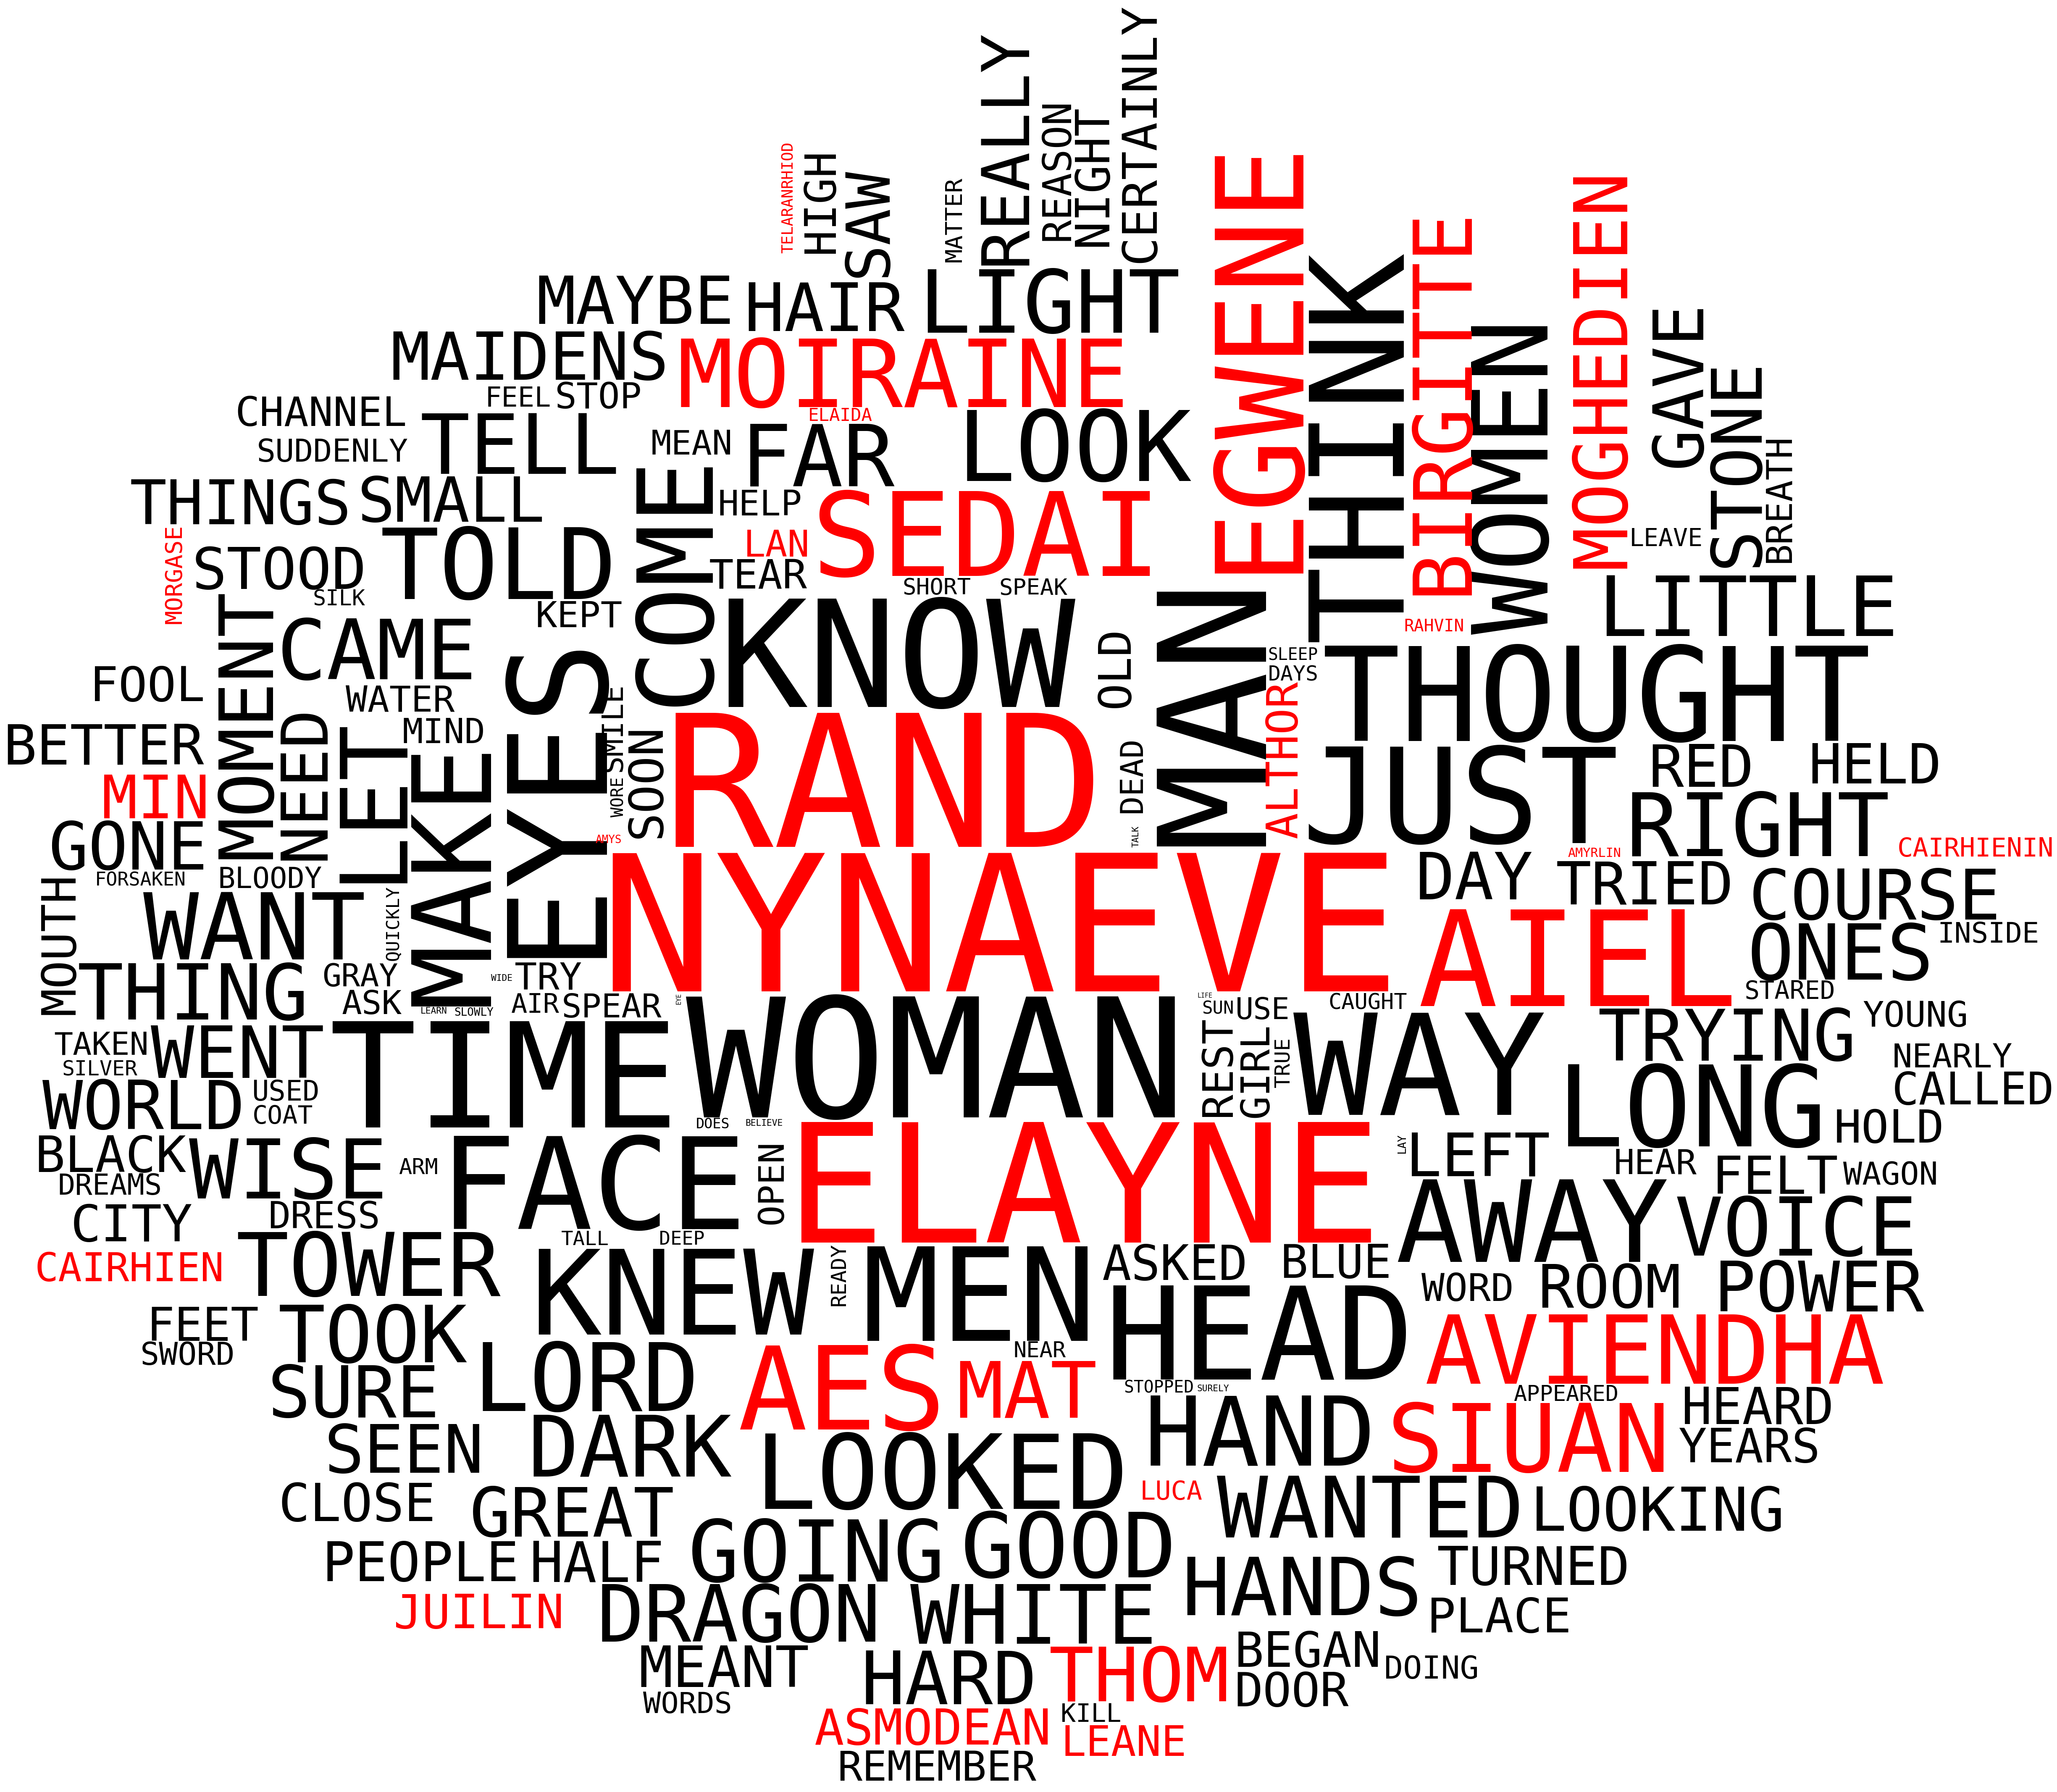 CERTAINLY
REALLY
REASON
NIGHT
TELARANRHIOD
HIGH
SAW
MATTER
EGWENE
MOGHEDIEN
BIRGITTE
THINK
WOMEN
GAVE
STONE
MAYBE
HAIR
LIGHT
MAIDENS
MOIRAINE
FEEL
STOP
CHANNEL
ELAIDA
SUDDENLY
TELL
MEAN
FAR
LOOK
BREATH
THINGS
SMALL
COME
HELP
SEDAI
MORGASE
STOOD
TOLD
LAN
LEAVE
TEAR
SILK
KEPT
SHORT
SPEAK
LITTLE
MOMENT
CAME
EYES
KNOW
OLD
MAN
RAHVIN
SLEEP
DAYS
THOUGHT
FOOL
WATER
SMILE
ALTHOR
BETTER
NEED
LET
MIND
MAKE
SOON
RAND
DEAD
JUST
RED
HELD
MIN
WORE
AMYS
TALK
RIGHT
GONE
CAIRHIENIN
AMYRLIN
FORSAKEN
BLOODY
NYNAEVE
DAY
TRIED
COURSE
MOUTH
WANT
QUICKLY
AIEL
ONES
INSIDE
THING
GRAY
WIDE
TRY
STARED
ASK
LEARN
SLOWLY
AIR
SPEAR
EYE
WOMAN
LIFE
SUN
USE
CAUGHT
TAKEN
WENT
TIME
REST
GIRL
TRUE
WAY
TRYING
YOUNG
SILVER
NEARLY
WORLD
USED
COAT
LONG
CALLED
DOES
BELIEVE
ELAYNE
HOLD
BLACK
WISE
ARM
FACE
OPEN
LAY
LEFT
HEAR
FELT
WAGON
DREAMS
CITY
DRESS
AWAY
VOICE
TALL
DEEP
CAIRHIEN
TOWER
KNEW
READY
MEN
ASKED
BLUE
WORD
ROOM
POWER
FEET
TOOK
HEAD
SWORD
NEAR
AVIENDHA
SURE
LORD
AES
MAT
STOPPED
SURELY
APPEARED
HEARD
SEEN
DARK
HAND
SIUAN
YEARS
LOOKED
CLOSE
GREAT
LUCA
WANTED
LOOKING
PEOPLE
HALF
GOING
GOOD
TURNED
HANDS
JUILIN
DRAGON
WHITE
PLACE
MEANT
HARD
THOM
BEGAN
DOING
DOOR
WORDS
KILL
ASMODEAN
LEANE
REMEMBER